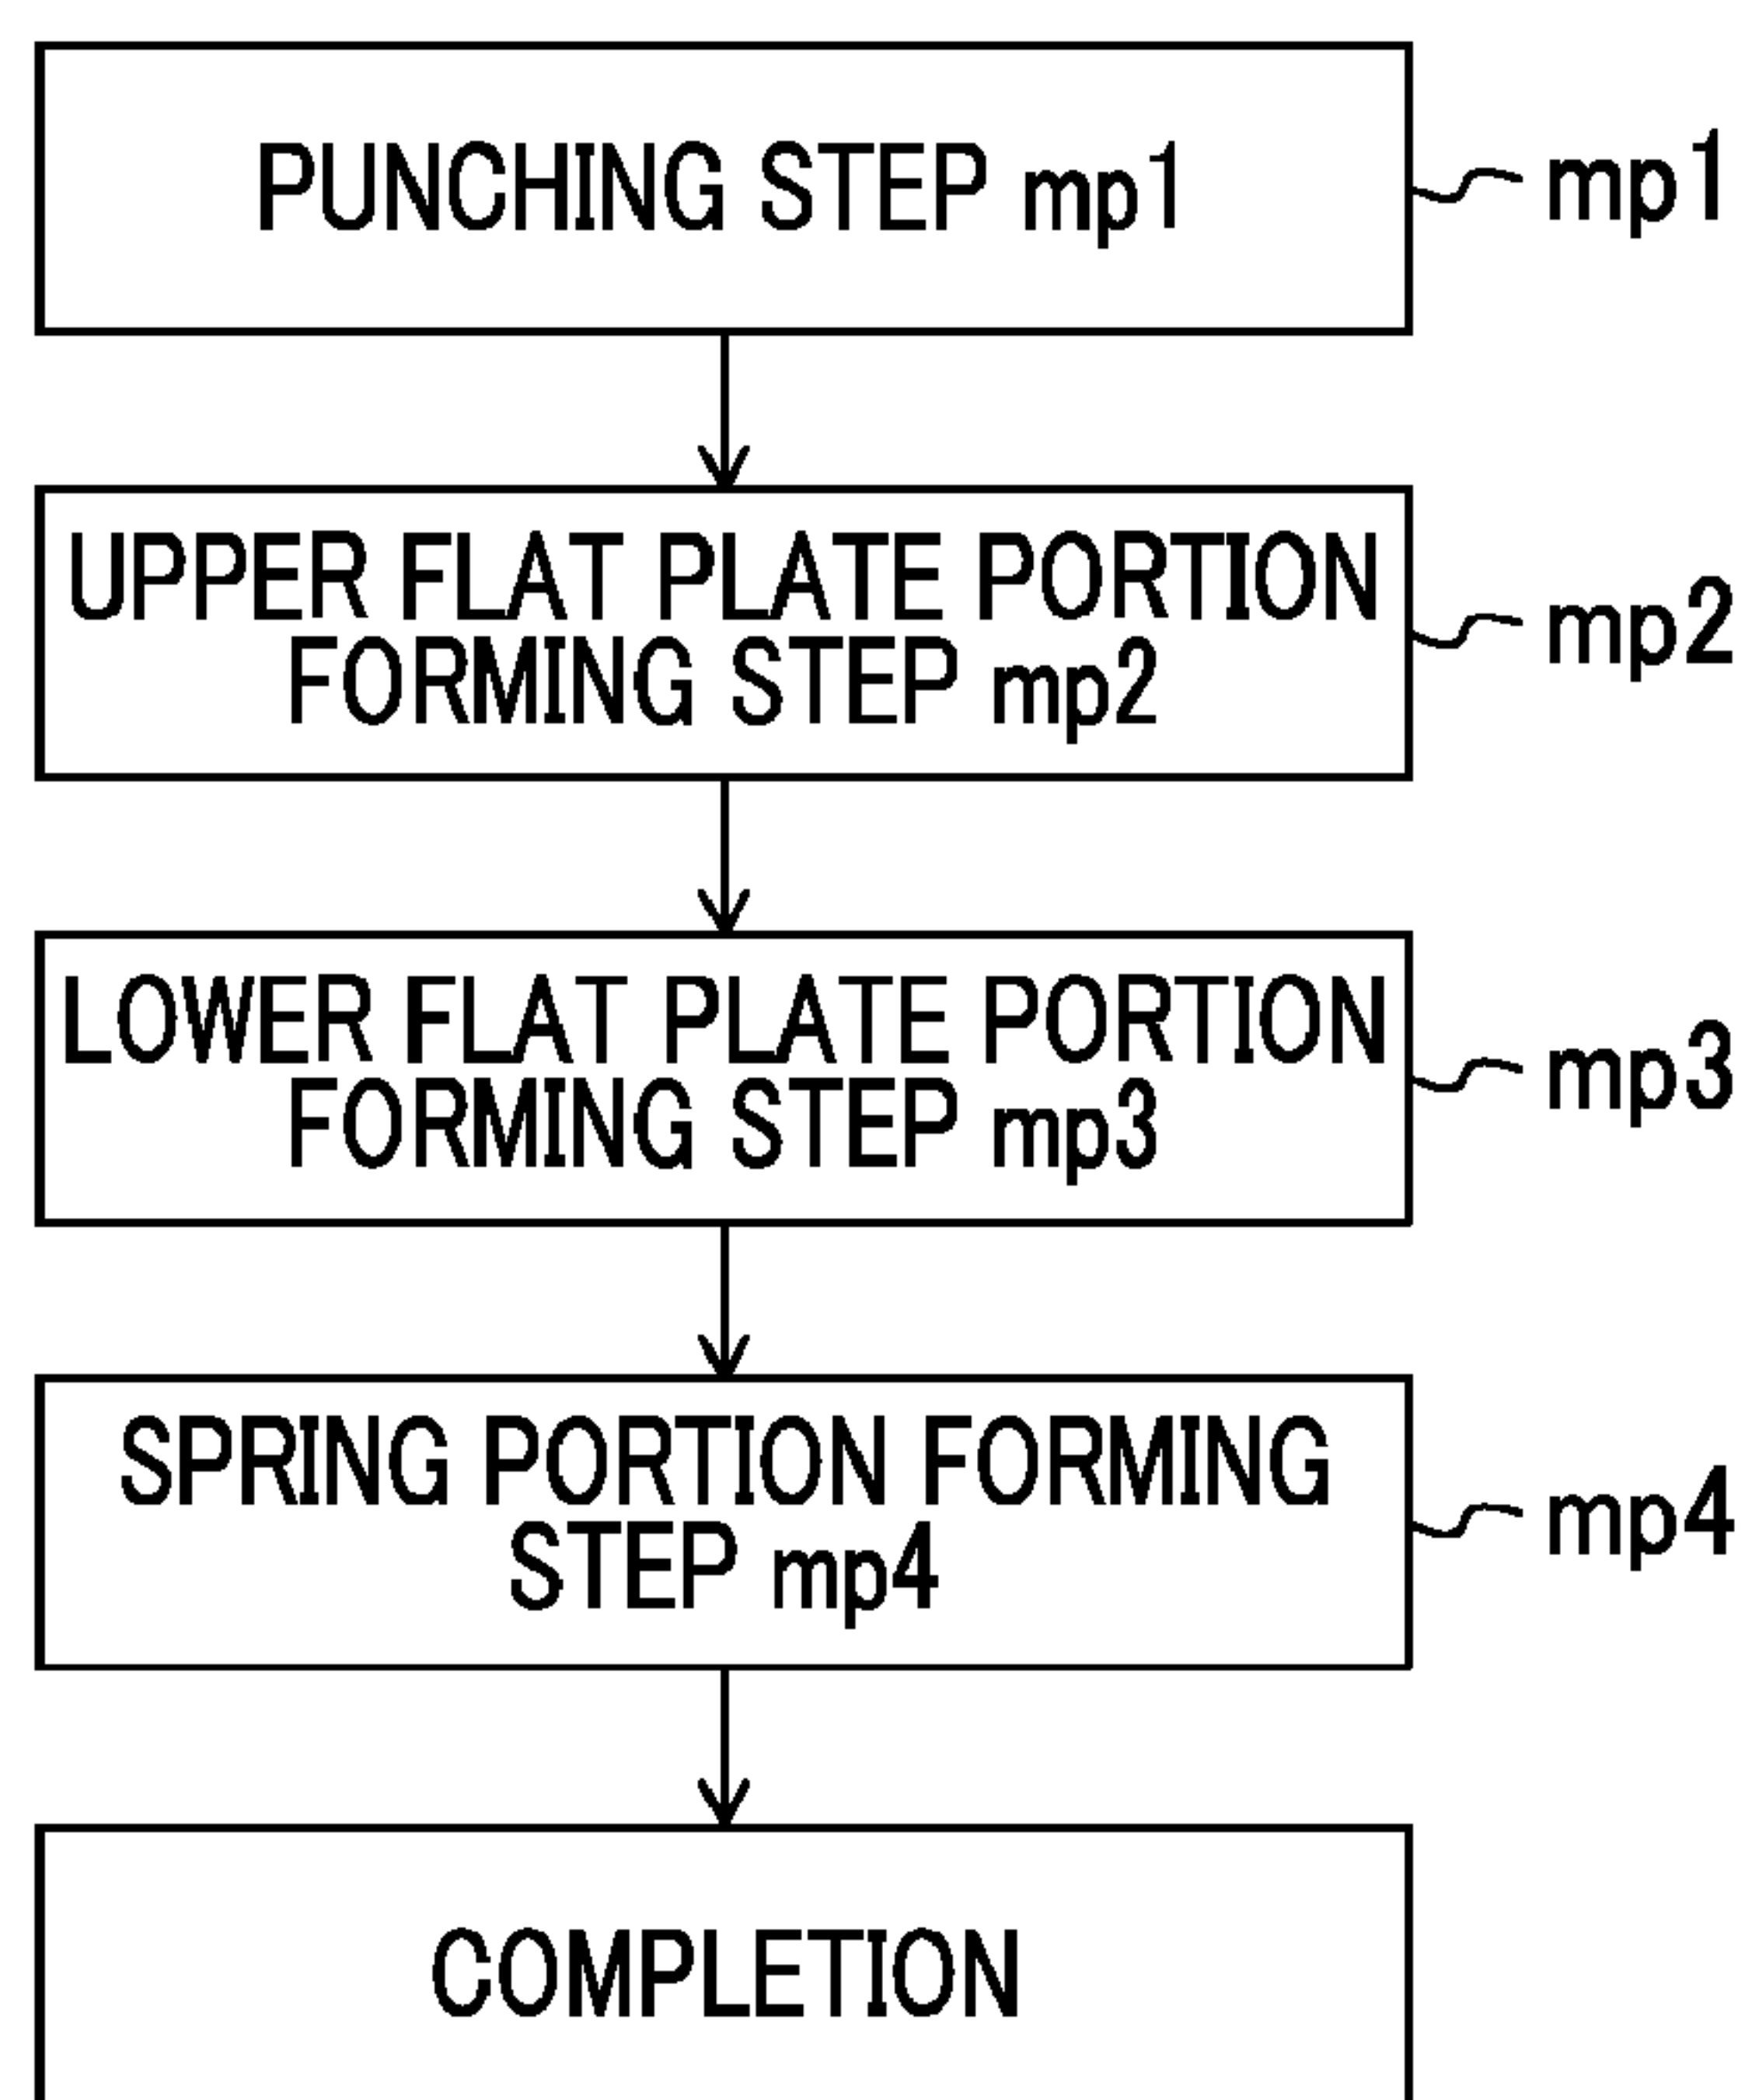 PUNCHING STEP mp1
mp1
UPPER FLAT PLATE PORTION
FORMING STEP mp2
mp2
LOWER FLAT PLATE PORTION
FORMING STEP mp3
mp3
SPRING PORTION FORMING
STEP mp4
mp4
COMPLETION